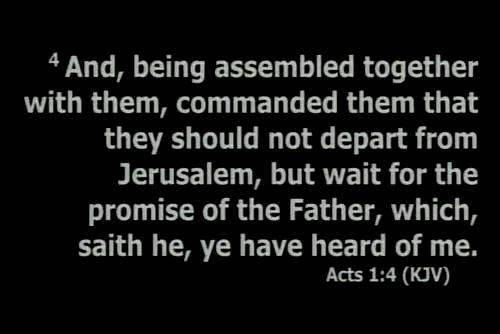 4 And, being assembled together
with them, commanded them that
they should not depart from
Jerusalem, but wait for the
promise of the Father, which,
saith he, ye have heard of me.
Acts 1:4 (KJV)